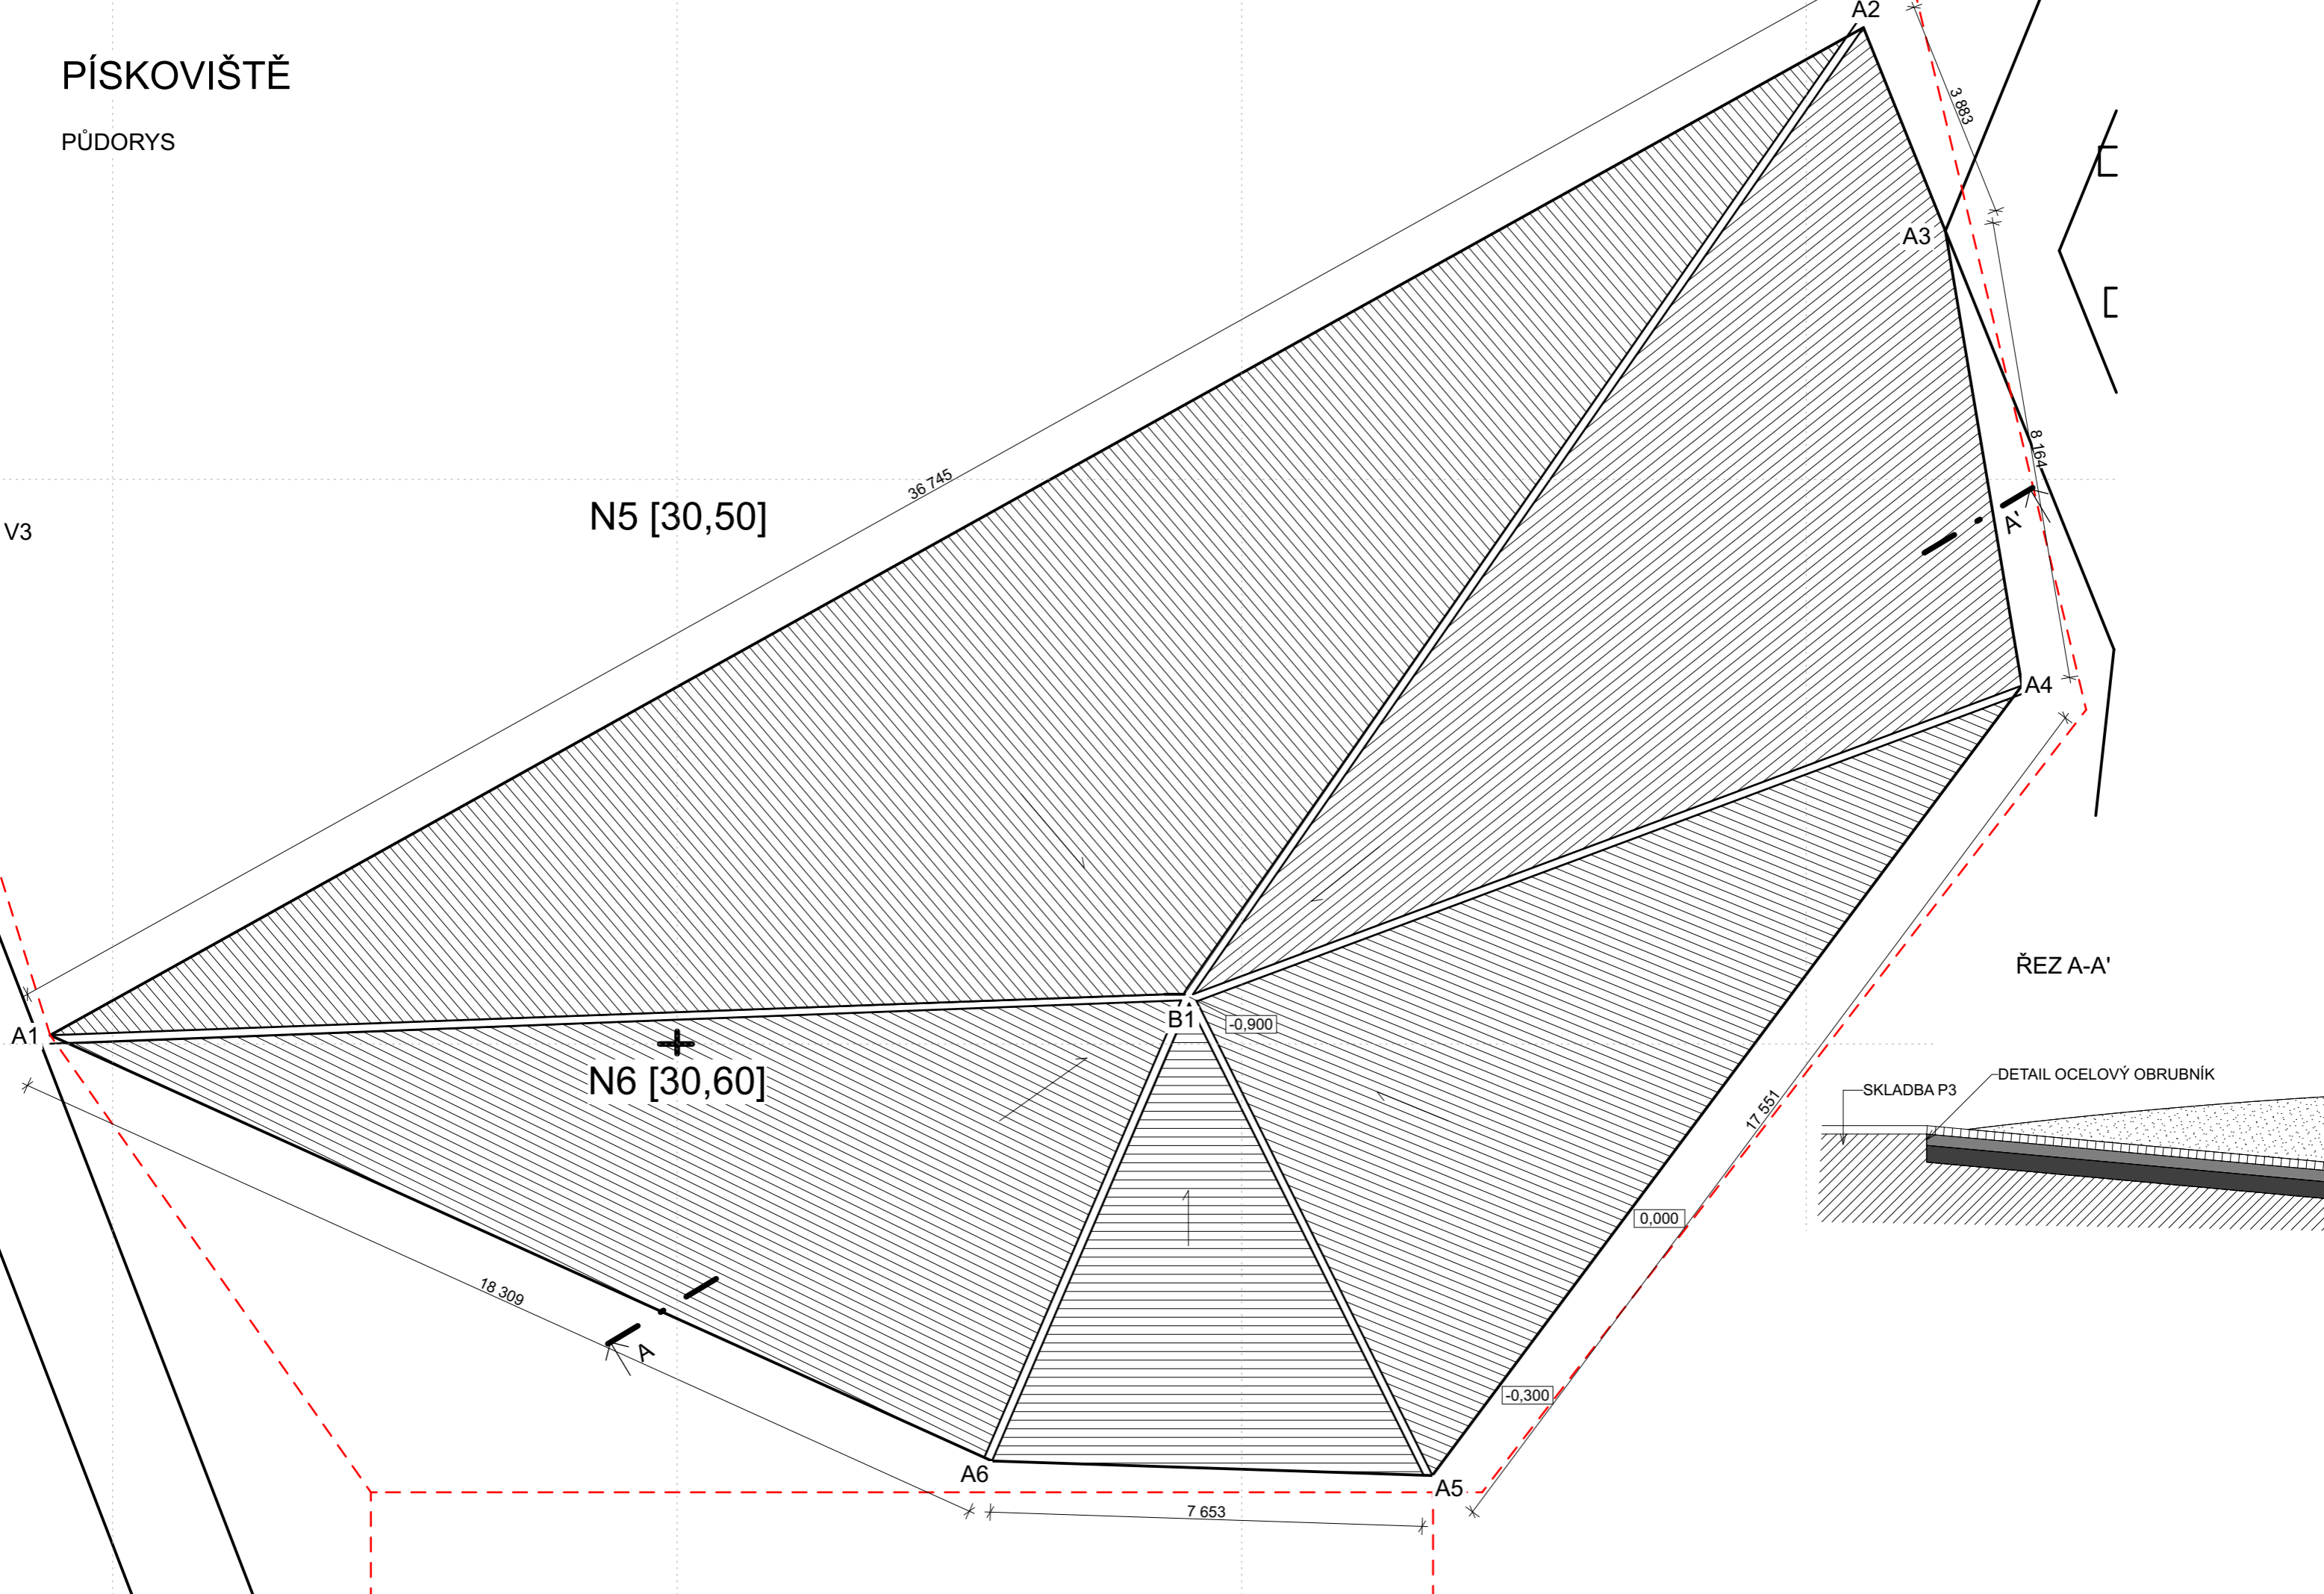 A2
PÍSKOVIŠTĚ
PŮDORYS
3 883
A3
8 164
36 745
N5 [30,50]
V3
A'
A4
ŘEZ A-A'
A1
B1
-0,900
N6 [30,60]
SKLADBA P3
DETAIL OCELOVÝ OBRUBNÍK
17 551
0,000
18 309
A
-0,300
A6
A5
7 653